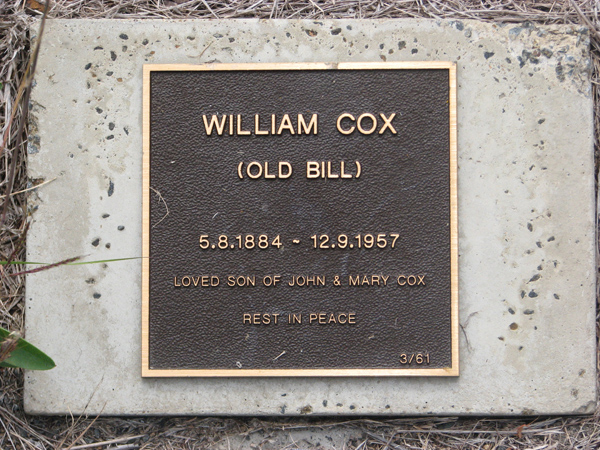 WILLIAM COX
(OLD BILL)
5.8.1884 ~ 12.9.1957
LOVED SON OF JOHN & MARY COX
REST IN PEACE
3/61